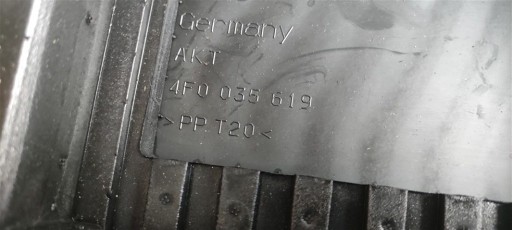 Germany
AKT
4F0 035 619
>PP.T20<